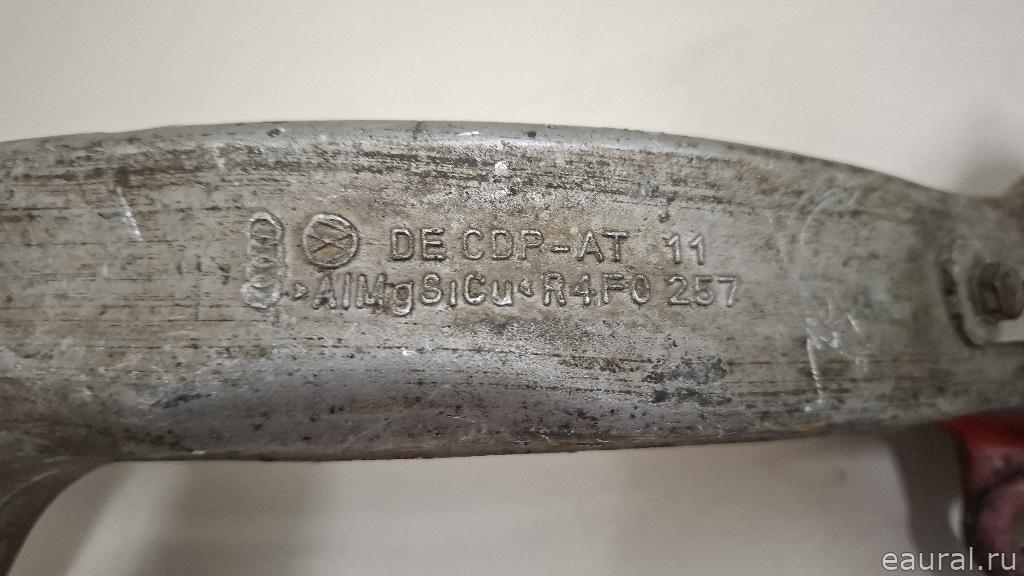 DE CDP-AT 11
>AlMgSiCu< R4F0 257
eaural.ru